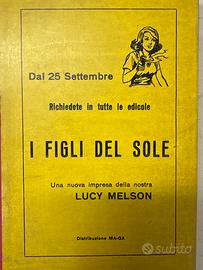 Dal 25 Settembre
Richiedete in tutte le edicole
I FIGLI DEL SOLE
Una nuova impresa della nostra
LUCY MELSON
Distribuzione MA-GA
subito